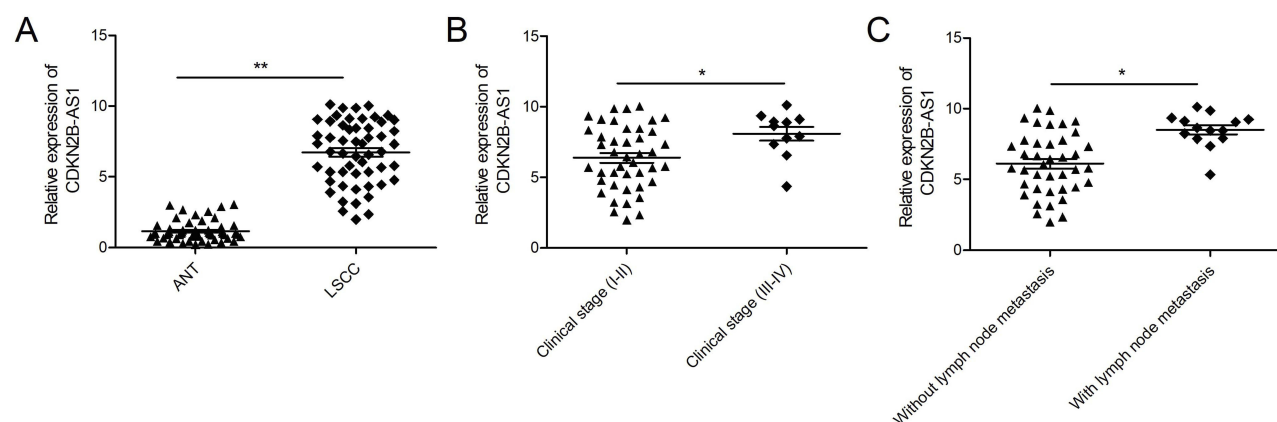 A
Relative expression of
CDKN2B-AS1
15
10
5
0
**
ANT
LSCC
B
Relative expression of
CDKN2B-AS1
15
10
5
0
*
Clinical stage (I-II)
Clinical stage (III-IV)
C
Relative expression of
CDKN2B-AS1
15
10
5
0
*
Without lymph node metastasis
With lymph node metastasis